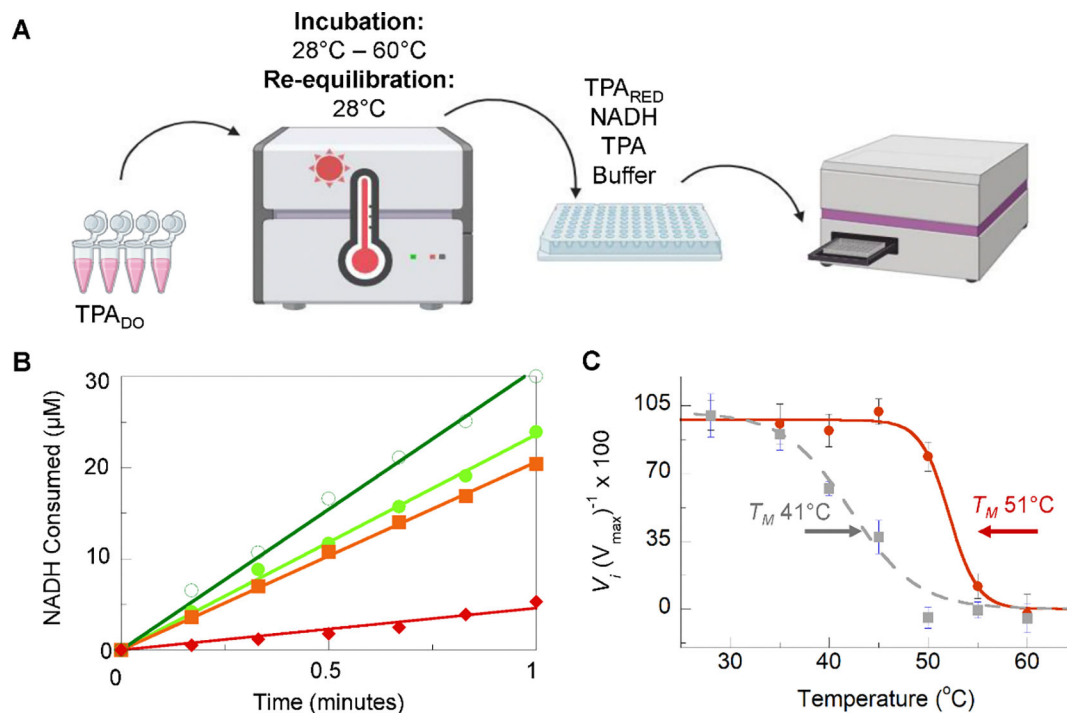 A
Incubation:
28°C – 60°C
Re-equilibration:
28°C
TPA_DO
TPA_RED
NADH
TPA
Buffer
B
NADH Consumed (µM)
30
20
10
0
0
0.5
1
Time (minutes)
C
V_i (V_max)^-1 x 100
105
70
35
0
T_M 41°C
T_M 51°C
30
40
50
60
Temperature (°C)